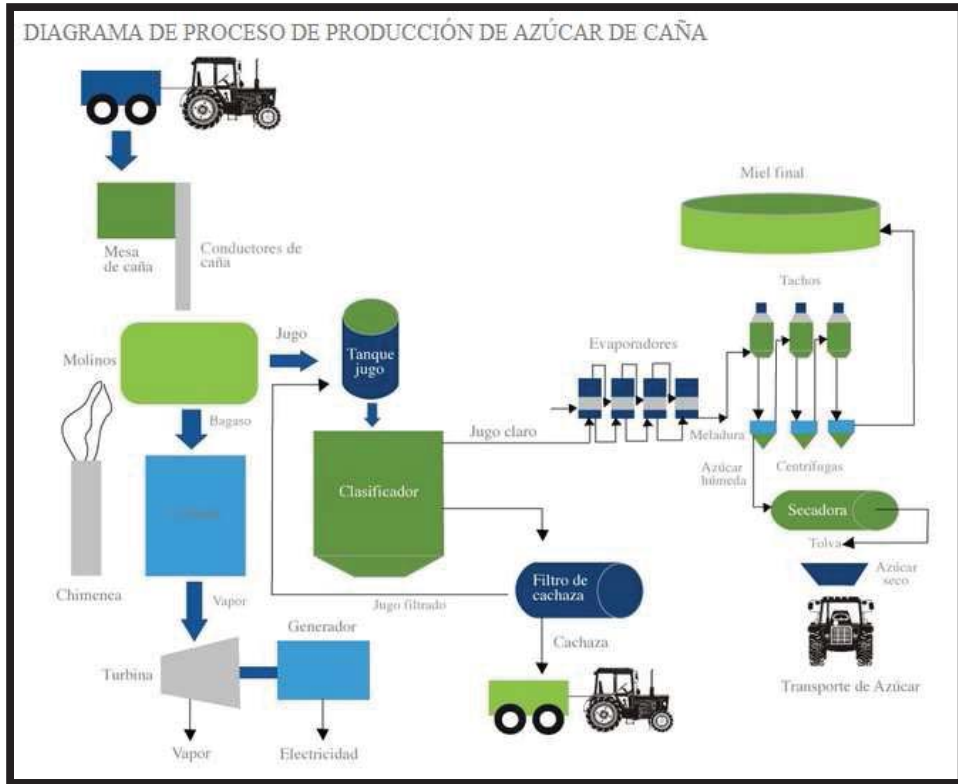 DIAGRAMA DE PROCESO DE PRODUCCIÓN DE AZÚCAR DE CAÑA
Mesa
de caña
Conductores de
caña
Molinos
Jugo
Tanque
jugo
Bagaso
Chimenea
Vapor
Turbina
Generador
Vapor
Electricidad
Clasificador
Jugo claro
Jugo filtrado
Filtro de
cachaza
Cachaza
Evaporadores
Meladura
Miel final
Tachos
Centrífugas
Azúcar
húmeda
Secadora
Tolva
Azúcar
seco
Transporte de Azúcar